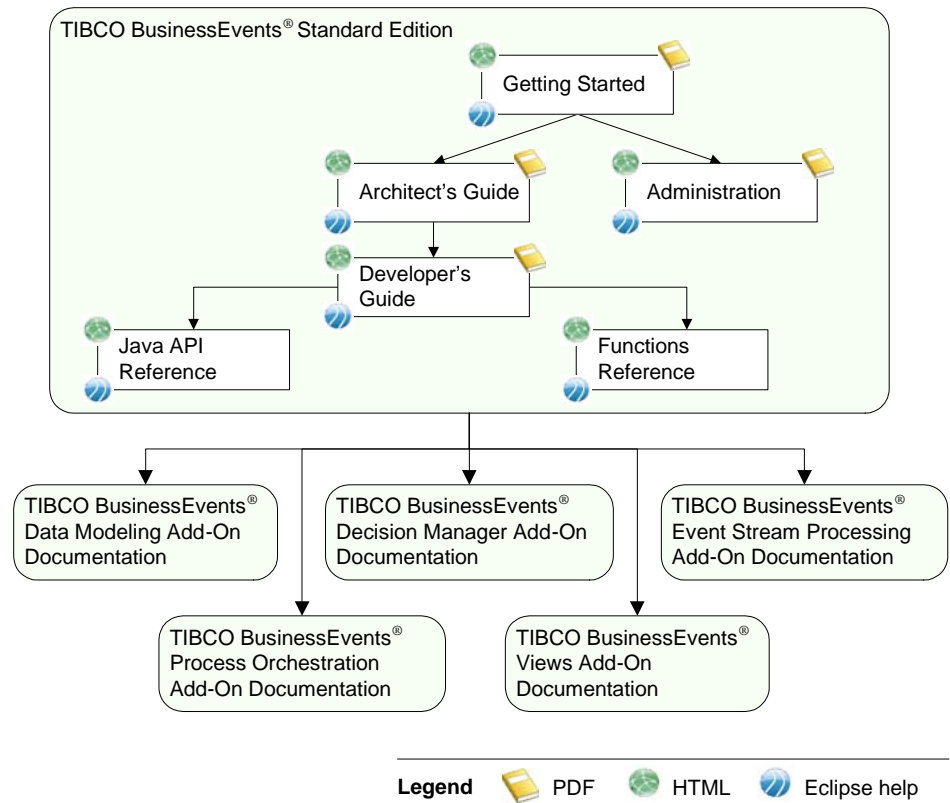 TIBCO BusinessEvents® Standard Edition
Getting Started
Architect's Guide
Administration
Developer's
Guide
Java API
Reference
Functions
Reference
TIBCO BusinessEvents®
Data Modeling Add-On
Documentation
TIBCO BusinessEvents®
Decision Manager Add-On
Documentation
TIBCO BusinessEvents®
Event Stream Processing
Add-On Documentation
TIBCO BusinessEvents®
Process Orchestration
Add-On Documentation
TIBCO BusinessEvents®
Views Add-On
Documentation
Legend PDF HTML Eclipse help